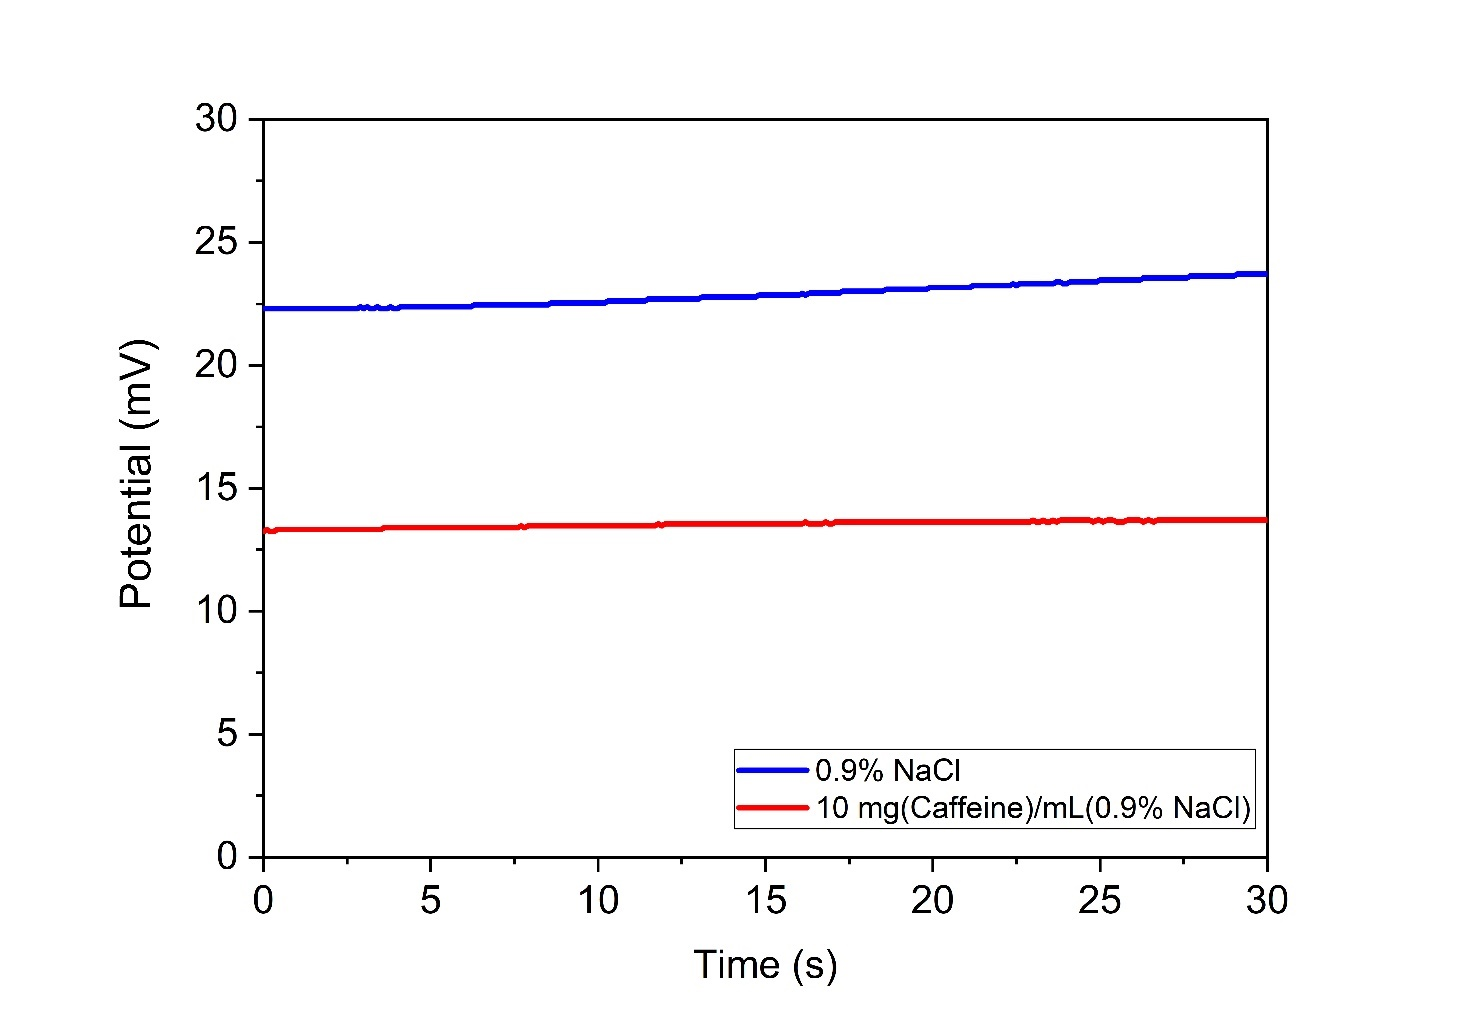 30
25
20
15
10
5
0
Potential (mV)
0.9% NaCl
10 mg(Caffeine)/mL(0.9% NaCl)
0 5 10 15 20 25 30
Time (s)